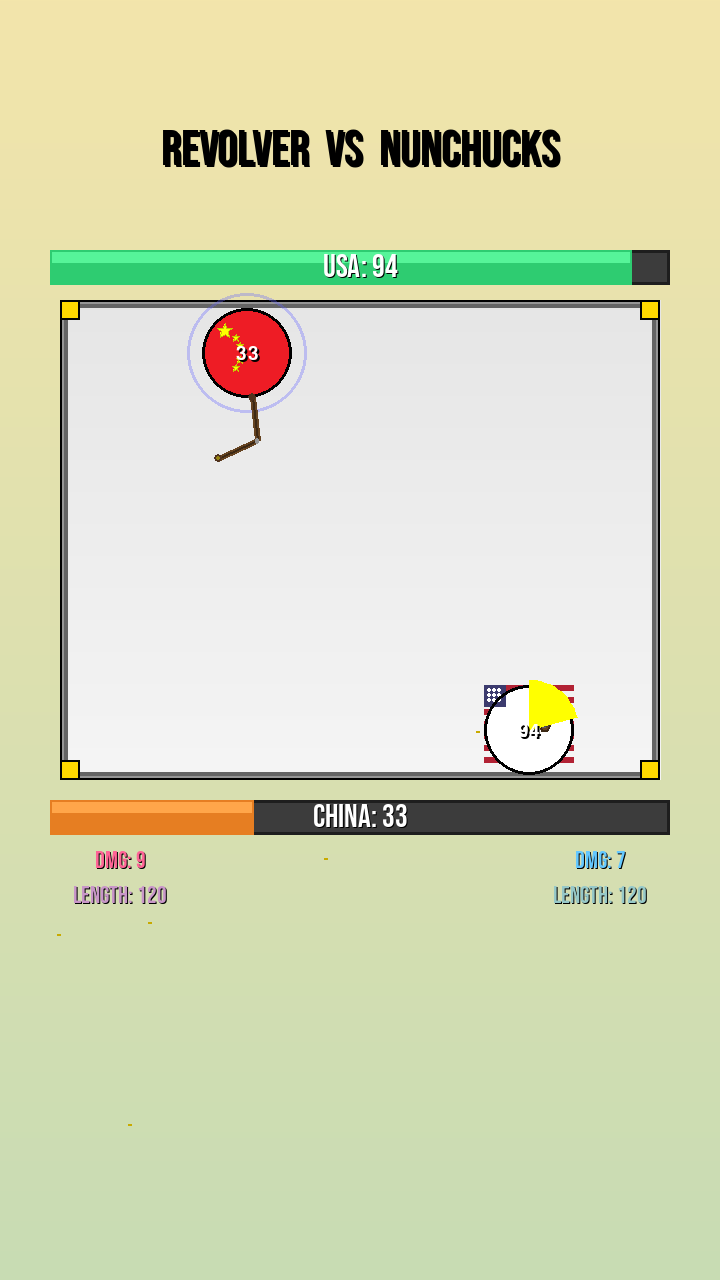 REVOLVER VS NUNCHUCKS
USA: 94
33
94
CHINA: 33
DMG: 9
DMG: 7
LENGTH: 120
LENGTH: 120